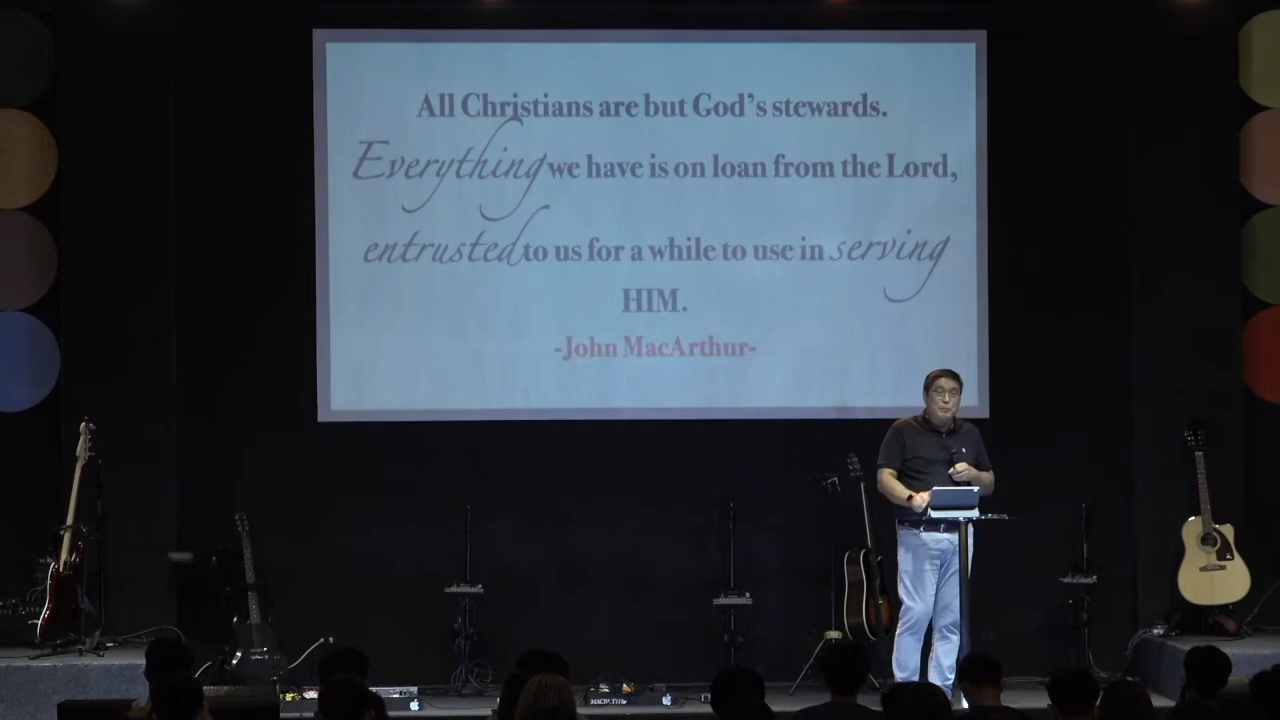 All Christians are but God's stewards.
Everything we have is on loan from the Lord,
entrusted to us for a while to use in serving
HIM.
-John MacArthur-